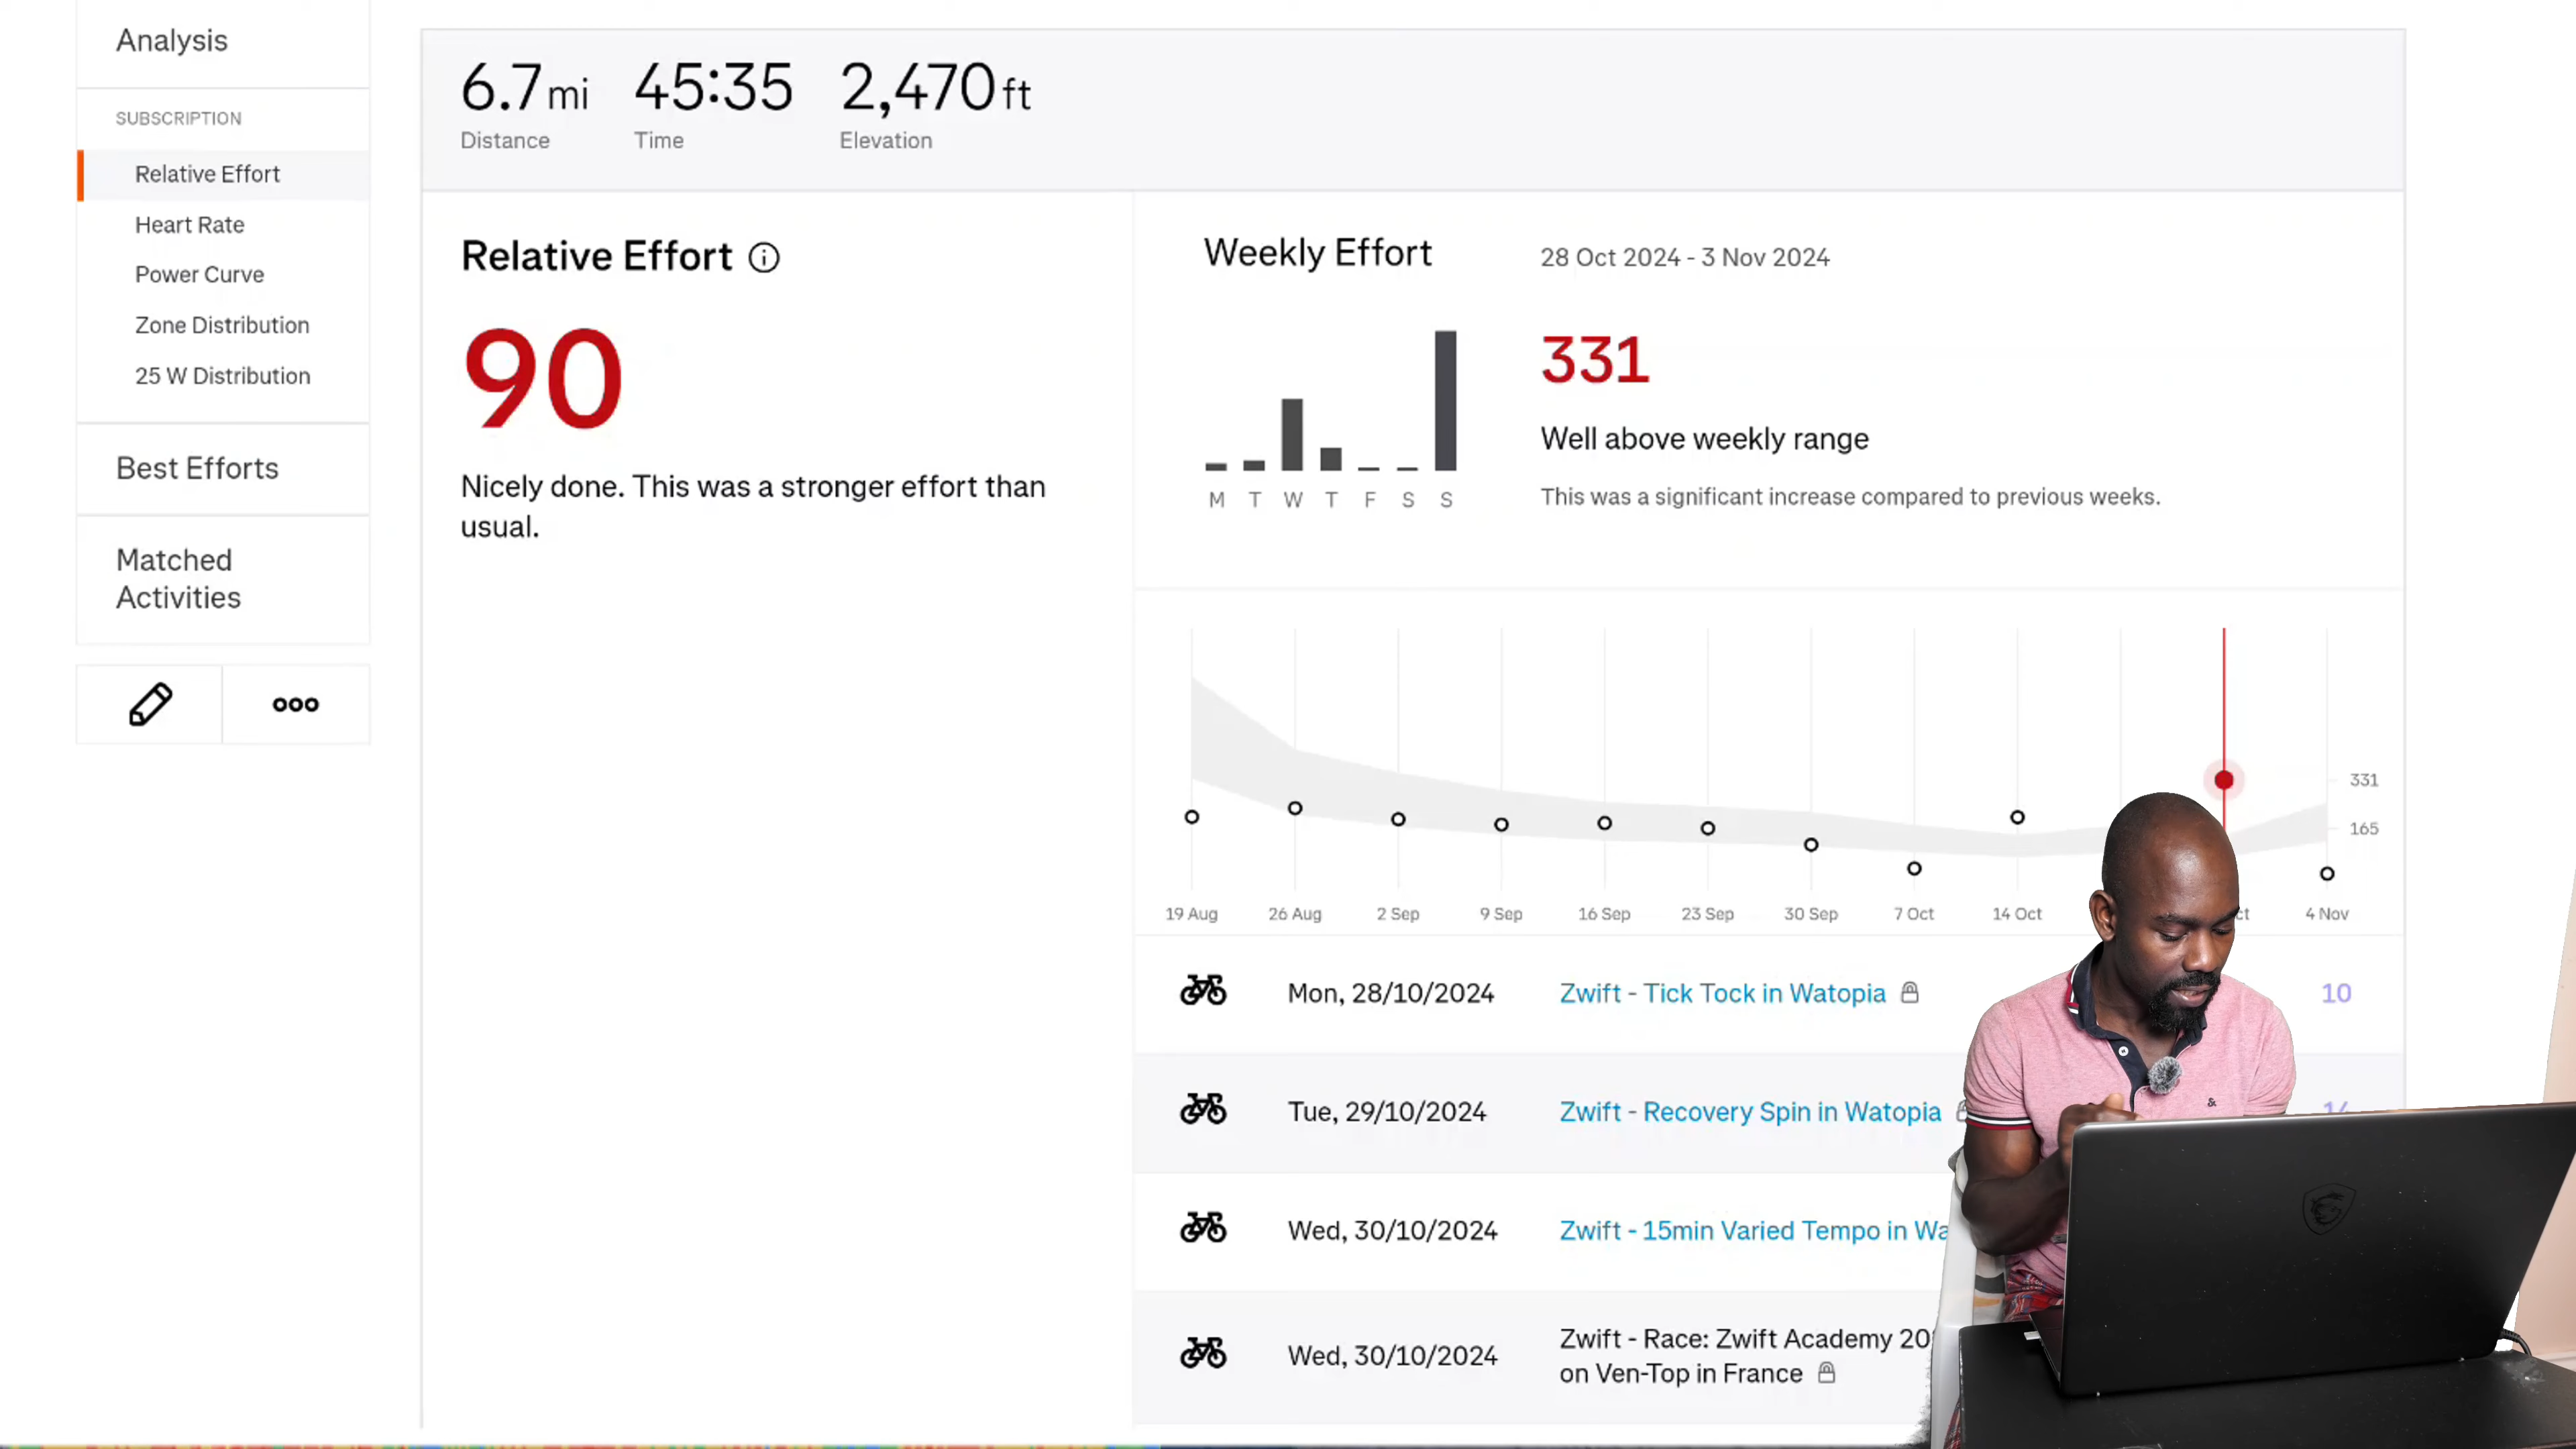 Analysis
SUBSCRIPTION
Relative Effort
Heart Rate
Power Curve
Zone Distribution
25 W Distribution
Best Efforts
Matched
Activities
6.7 mi
Distance
45:35
Time
2,470 ft
Elevation
Relative Effort
90
Nicely done. This was a stronger effort than
usual.
Weekly Effort
28 Oct 2024 - 3 Nov 2024
M T W T F S S
331
Well above weekly range
This was a significant increase compared to previous weeks.
331
165
19 Aug 26 Aug 2 Sep 9 Sep 16 Sep 23 Sep 30 Sep 7 Oct 14 Oct 4 Nov
Mon, 28/10/2024 Zwift - Tick Tock in Watopia 10
Tue, 29/10/2024 Zwift - Recovery Spin in Watopia
Wed, 30/10/2024 Zwift - 15min Varied Tempo in
Wed, 30/10/2024
Zwift - Race: Zwift Academy
on Ven-Top in France
&